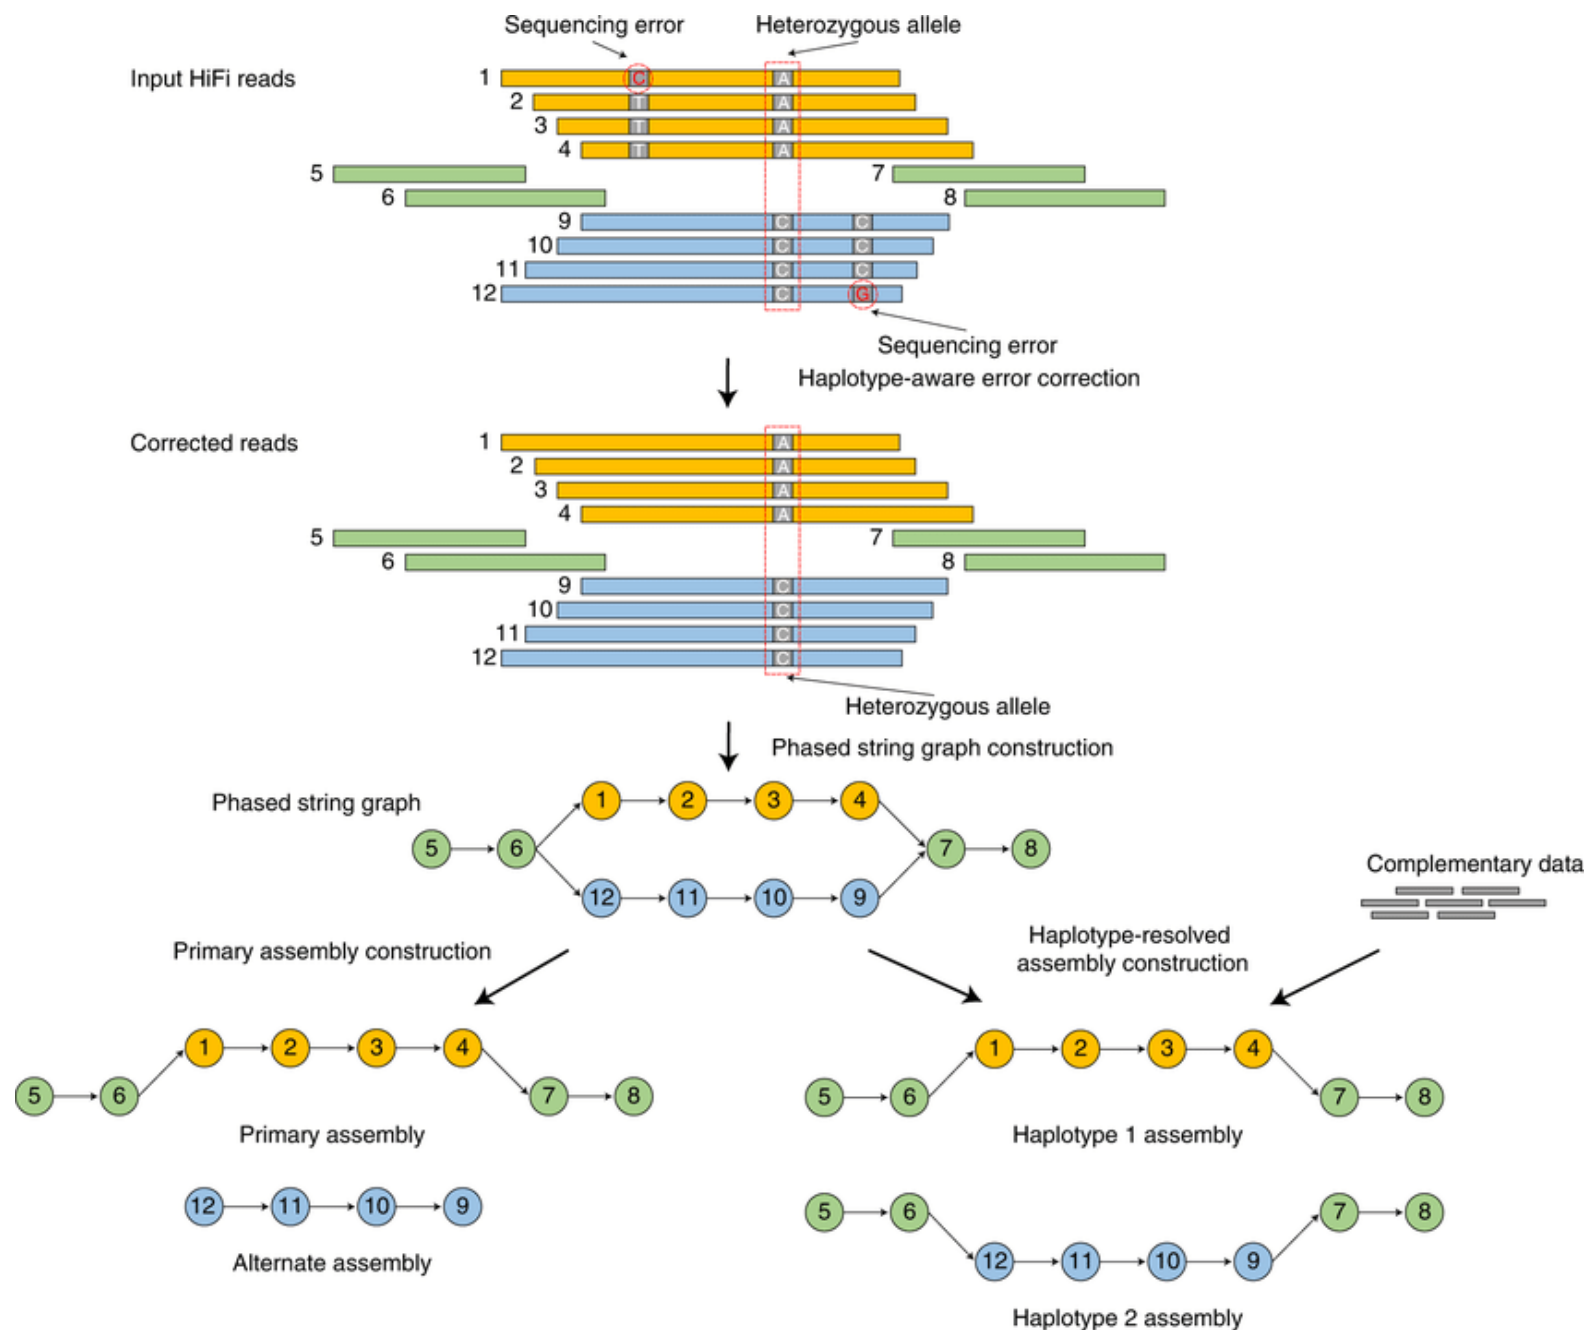 Sequencing error
Heterozygous allele
Input HiFi reads
1 C A
2 T A
3 T A
4 T A
5
7
6
8
9 C C
10 C C
11 C C
12 C G
Sequencing error
Haplotype-aware error correction
Corrected reads
1 A
2 A
3 A
4 A
5
7
6
8
9 C
10 C
11 C
12 C
Heterozygous allele
Phased string graph construction
Phased string graph
1 2 3 4
5 6 7 8
12 11 10 9
Complementary data
Primary assembly construction
Haplotype-resolved
assembly construction
1 2 3 4
5 6 7 8
Primary assembly
12 11 10 9
Alternate assembly
1 2 3 4
5 6 7 8
Haplotype 1 assembly
5 6 7 8
12 11 10 9
Haplotype 2 assembly